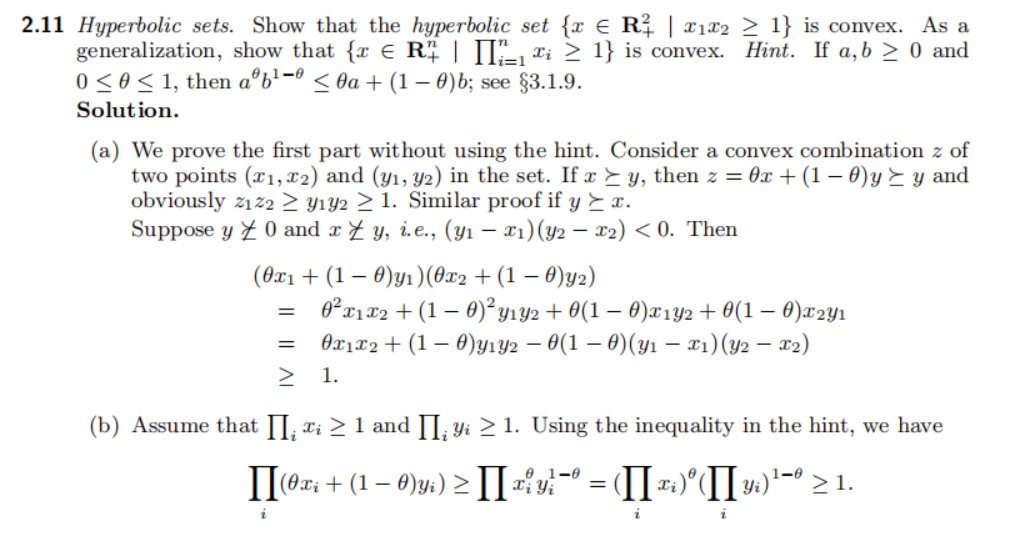 2.11 Hyperbolic sets. Show that the hyperbolic set {x ∈ R²₊ | x₁x₂ ≥ 1} is convex. As a
generalization, show that {x ∈ Rⁿ₊ | ∏ⁿᵢ₌₁ xᵢ ≥ 1} is convex. Hint. If a, b ≥ 0 and
0 ≤ θ ≤ 1, then a^θ b^{1−θ} ≤ θa + (1 − θ)b; see §3.1.9.
Solution.
(a) We prove the first part without using the hint. Consider a convex combination z of
two points (x₁, x₂) and (y₁, y₂) in the set. If x ⪰ y, then z = θx + (1 − θ)y ⪰ y and
obviously z₁z₂ ≥ y₁y₂ ≥ 1. Similar proof if y ⪰ x.
Suppose y ⋡ 0 and x ⋡ y, i.e., (y₁ − x₁)(y₂ − x₂) < 0. Then
(θx₁ + (1 − θ)y₁)(θx₂ + (1 − θ)y₂)
= θ²x₁x₂ + (1 − θ)²y₁y₂ + θ(1 − θ)x₁y₂ + θ(1 − θ)x₂y₁
= θx₁x₂ + (1 − θ)y₁y₂ − θ(1 − θ)(y₁ − x₁)(y₂ − x₂)
≥ 1.
(b) Assume that ∏ᵢ xᵢ ≥ 1 and ∏ᵢ yᵢ ≥ 1. Using the inequality in the hint, we have
∏ᵢ(θxᵢ + (1 − θ)yᵢ) ≥ ∏ xᵢ^θ yᵢ^{1−θ} = (∏ᵢ xᵢ)^θ (∏ᵢ yᵢ)^{1−θ} ≥ 1.